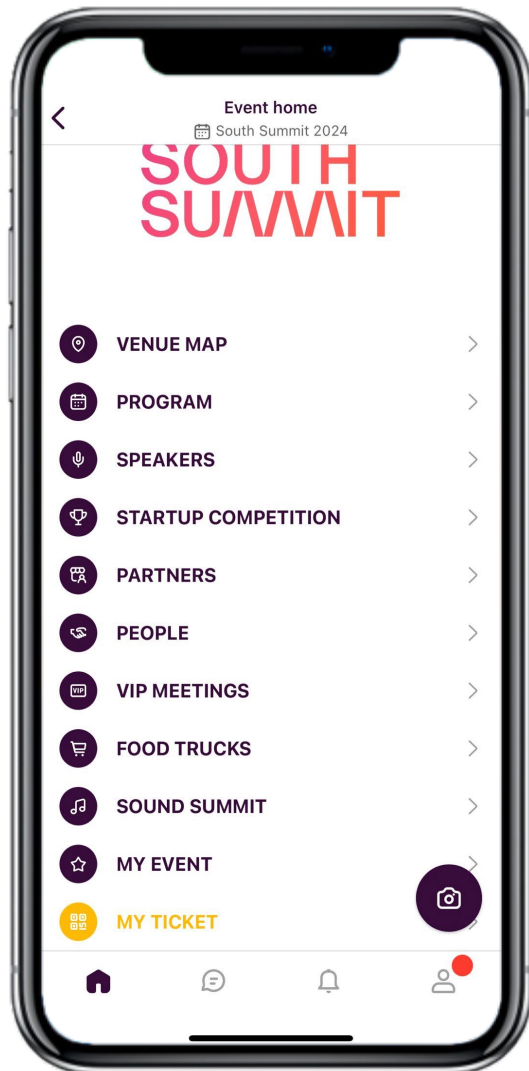 Event home
South Summit 2024
SOUTH
SUMMIT
VENUE MAP
PROGRAM
SPEAKERS
STARTUP COMPETITION
PARTNERS
PEOPLE
VIP
VIP MEETINGS
FOOD TRUCKS
SOUND SUMMIT
MY EVENT
MY TICKET